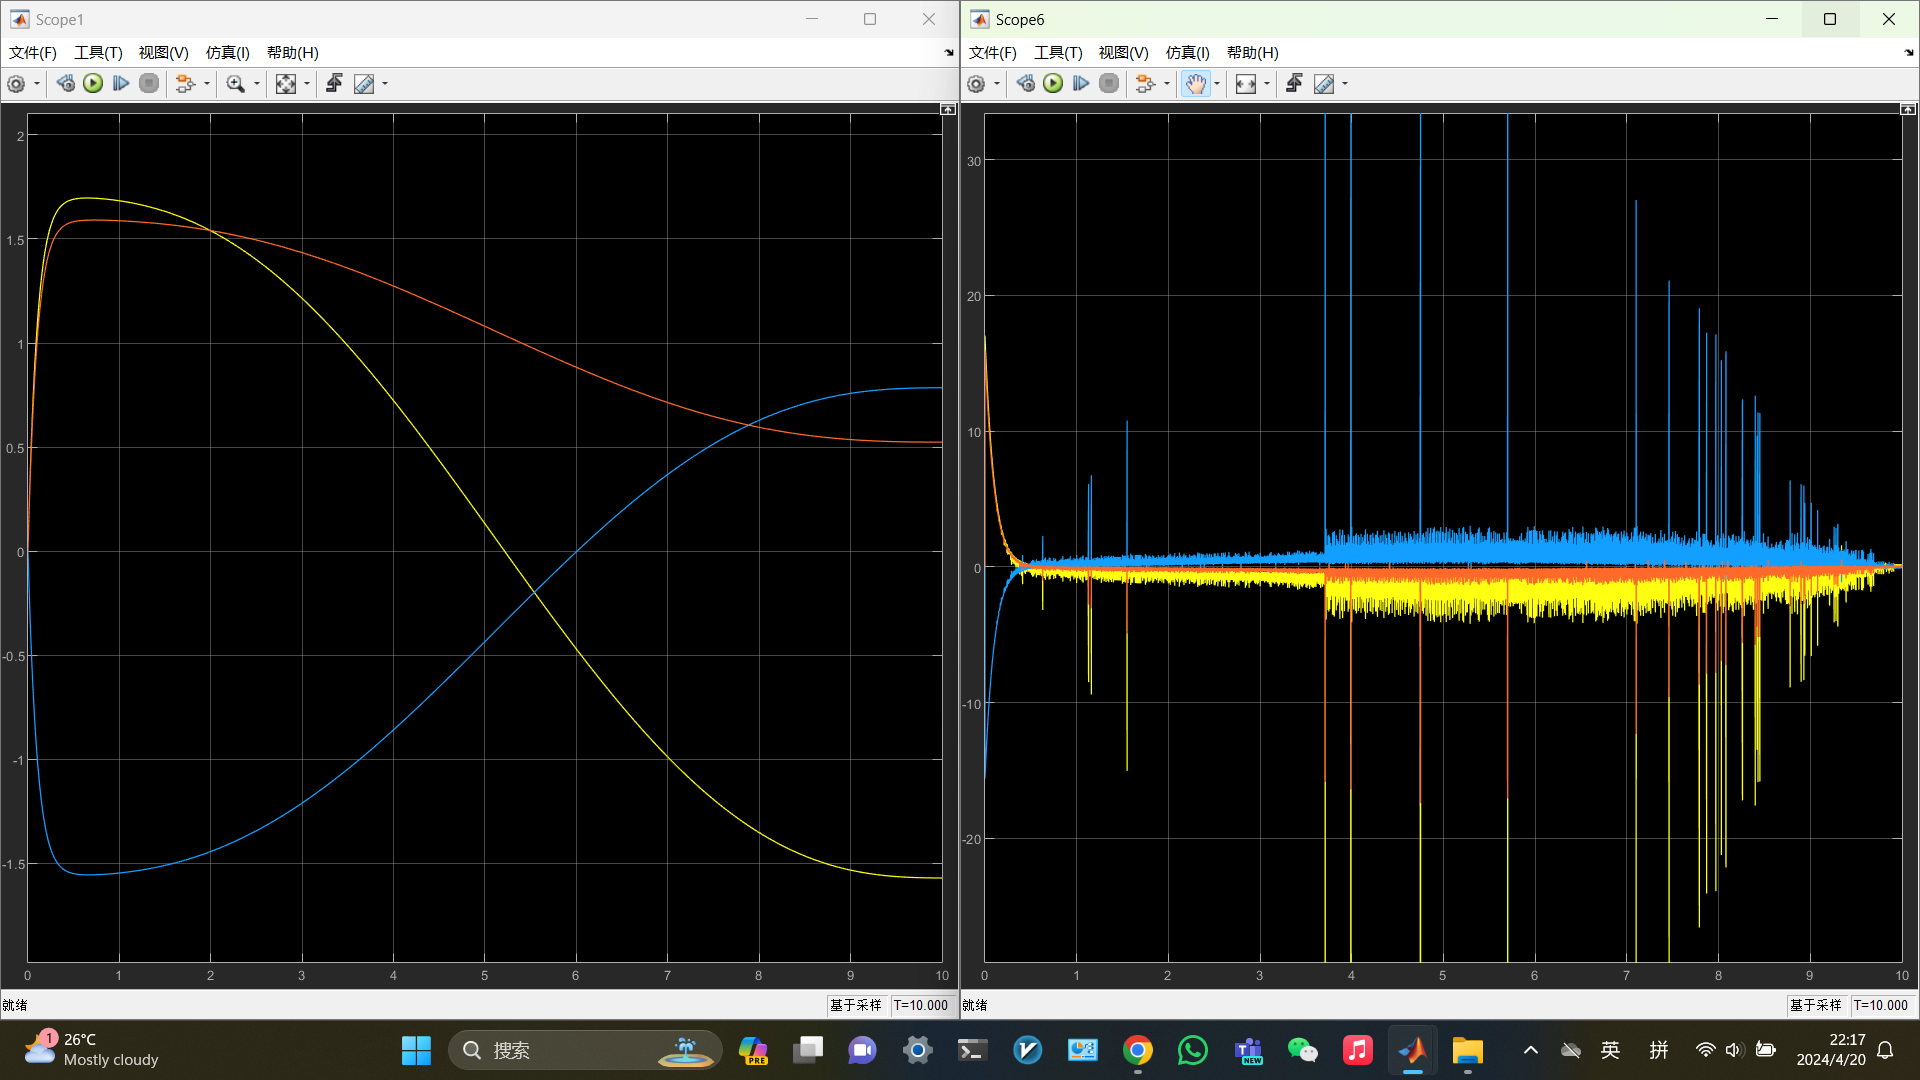 Scope1
文件(F) 工具(T) 视图(V) 仿真(I) 帮助(H)
2
1.5
1
0.5
0
-0.5
-1
-1.5
0 1 2 3 4 5 6 7 8 9 10
就绪 基于采样 T=10.000
Scope6
文件(F) 工具(T) 视图(V) 仿真(I) 帮助(H)
30
20
10
0
-10
-20
0 1 2 3 4 5 6 7 8 9 10
就绪 基于采样 T=10.000
1
26°C
Mostly cloudy
搜索
PRE
NEW
英
拼
22:17
2024/4/20